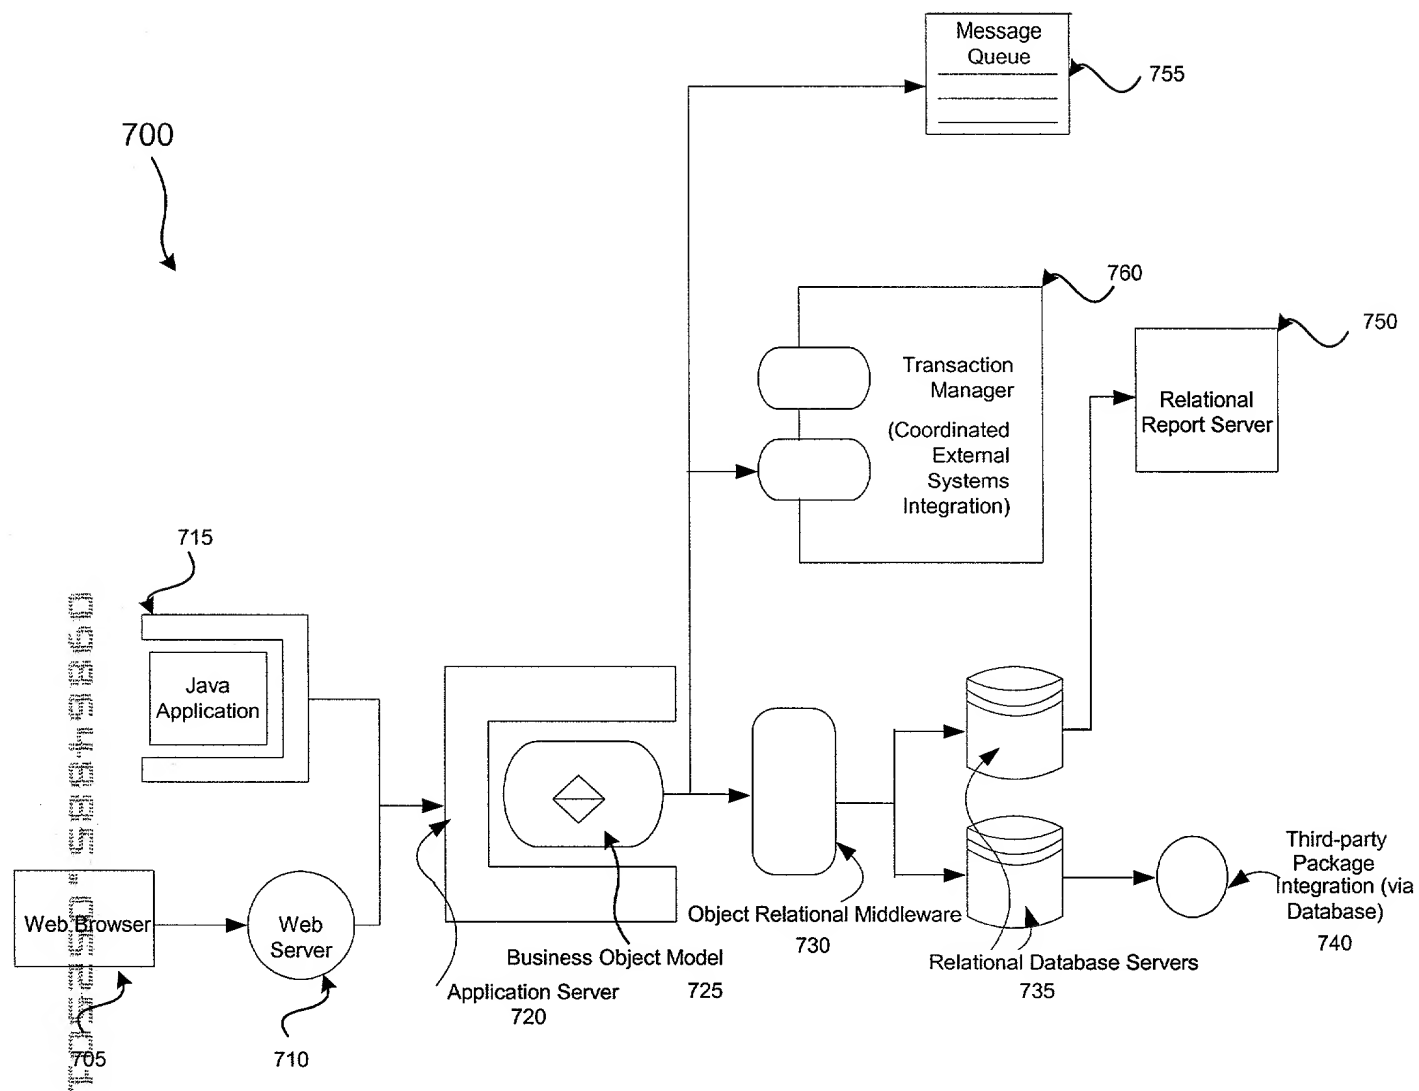 Message
Queue
755
700
760
750
Transaction
Manager
(Coordinated
External
Systems
Integration)
Relational
Report Server
715
Java
Application
Web Browser
Web
Server
Third-party
Package
Integration (via
Database)
740
Object Relational Middleware
730
Business Object Model
725
Relational Database Servers
735
Application Server
720
705
710